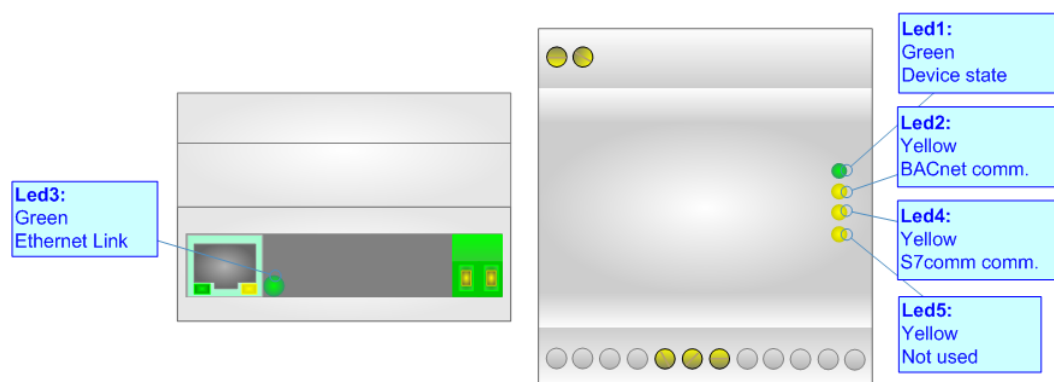 Led1:
Green
Device state
Led2:
Yellow
BACnet comm.
Led3:
Green
Ethernet Link
Led4:
Yellow
S7comm comm.
Led5:
Yellow
Not used